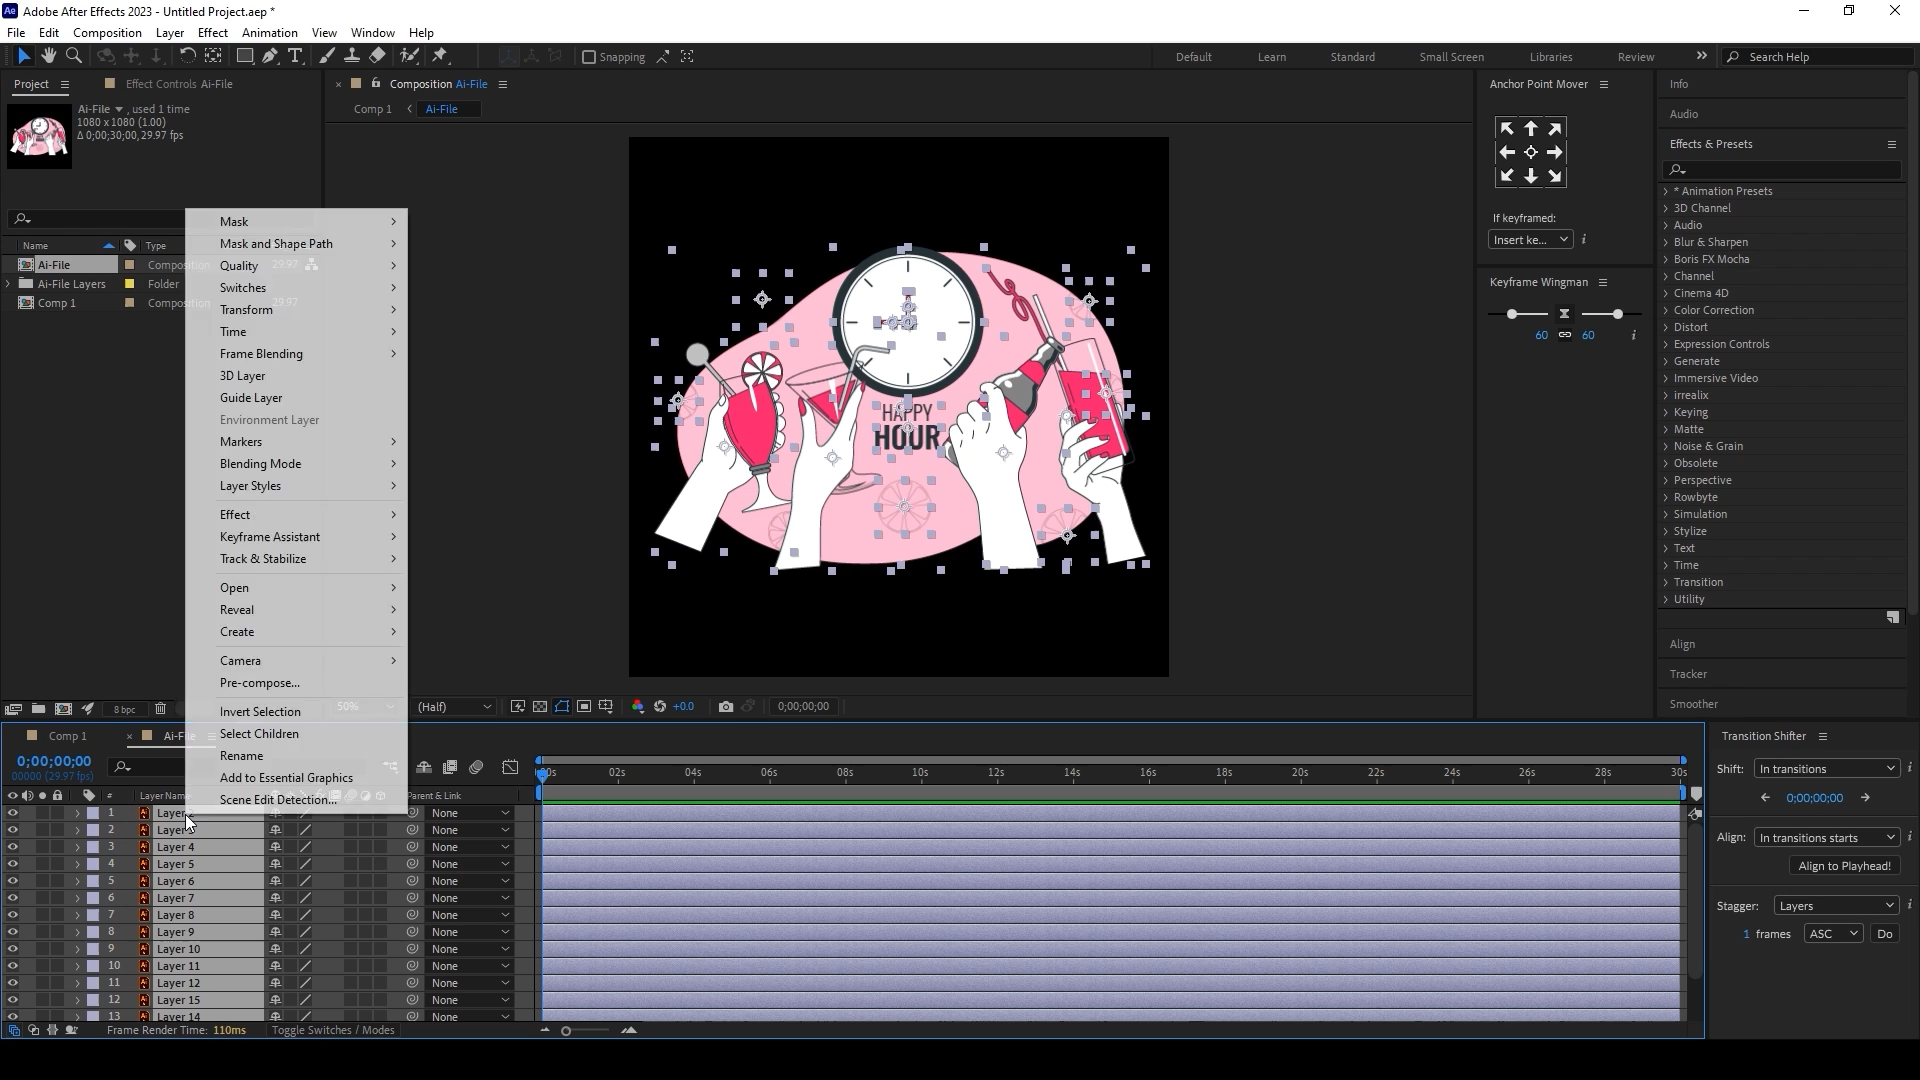 Adobe After Effects 2023 - Untitled Project.aep *
File Edit Composition Layer Effect Animation View Window Help
Snapping
Default Learn Standard Small Screen Libraries Review
Search Help
Project
Effect Controls Ai-File
Ai-File , used 1 time
1080 x 1080 (1.00)
Δ 0;00;30;00, 29.97 fps
Name Type
Ai-File Composition 29.97
Ai-File Layers Folder
Comp 1 Composition 29.97
8 bpc
Mask
Mask and Shape Path
Quality
Switches
Transform
Time
Frame Blending
3D Layer
Guide Layer
Environment Layer
Markers
Blending Mode
Layer Styles
Effect
Keyframe Assistant
Track & Stabilize
Open
Reveal
Create
Camera
Pre-compose...
Invert Selection
Select Children
Rename
Add to Essential Graphics
Scene Edit Detection...
Composition Ai-File
Comp 1 Ai-File
HAPPY
HOUR
50% (Half) +0.0 0;00;00;00
Anchor Point Mover
If keyframed:
Insert ke...
Keyframe Wingman
60 60
Info
Audio
Effects & Presets
* Animation Presets
3D Channel
Audio
Blur & Sharpen
Boris FX Mocha
Channel
Cinema 4D
Color Correction
Distort
Expression Controls
Generate
Immersive Video
irrealix
Keying
Matte
Noise & Grain
Obsolete
Perspective
Rowbyte
Simulation
Stylize
Text
Time
Transition
Utility
Align
Tracker
Smoother
Comp 1
Ai-File
0;00;00;00
00000 (29.97 fps)
# Layer Name Parent & Link
:00s 02s 04s 06s 08s 10s 12s 14s 16s 18s 20s 22s 24s 26s 28s 30s
1 Layer None
2 Layer None
3 Layer 4 None
4 Layer 5 None
5 Layer 6 None
6 Layer 7 None
7 Layer 8 None
8 Layer 9 None
9 Layer 10 None
10 Layer 11 None
11 Layer 12 None
12 Layer 15 None
13 Layer 14 None
Frame Render Time: 110ms
Toggle Switches / Modes
Transition Shifter
Shift: In transitions
0;00;00;00
Align: In transitions starts
Align to Playhead!
Stagger: Layers
1 frames ASC Do